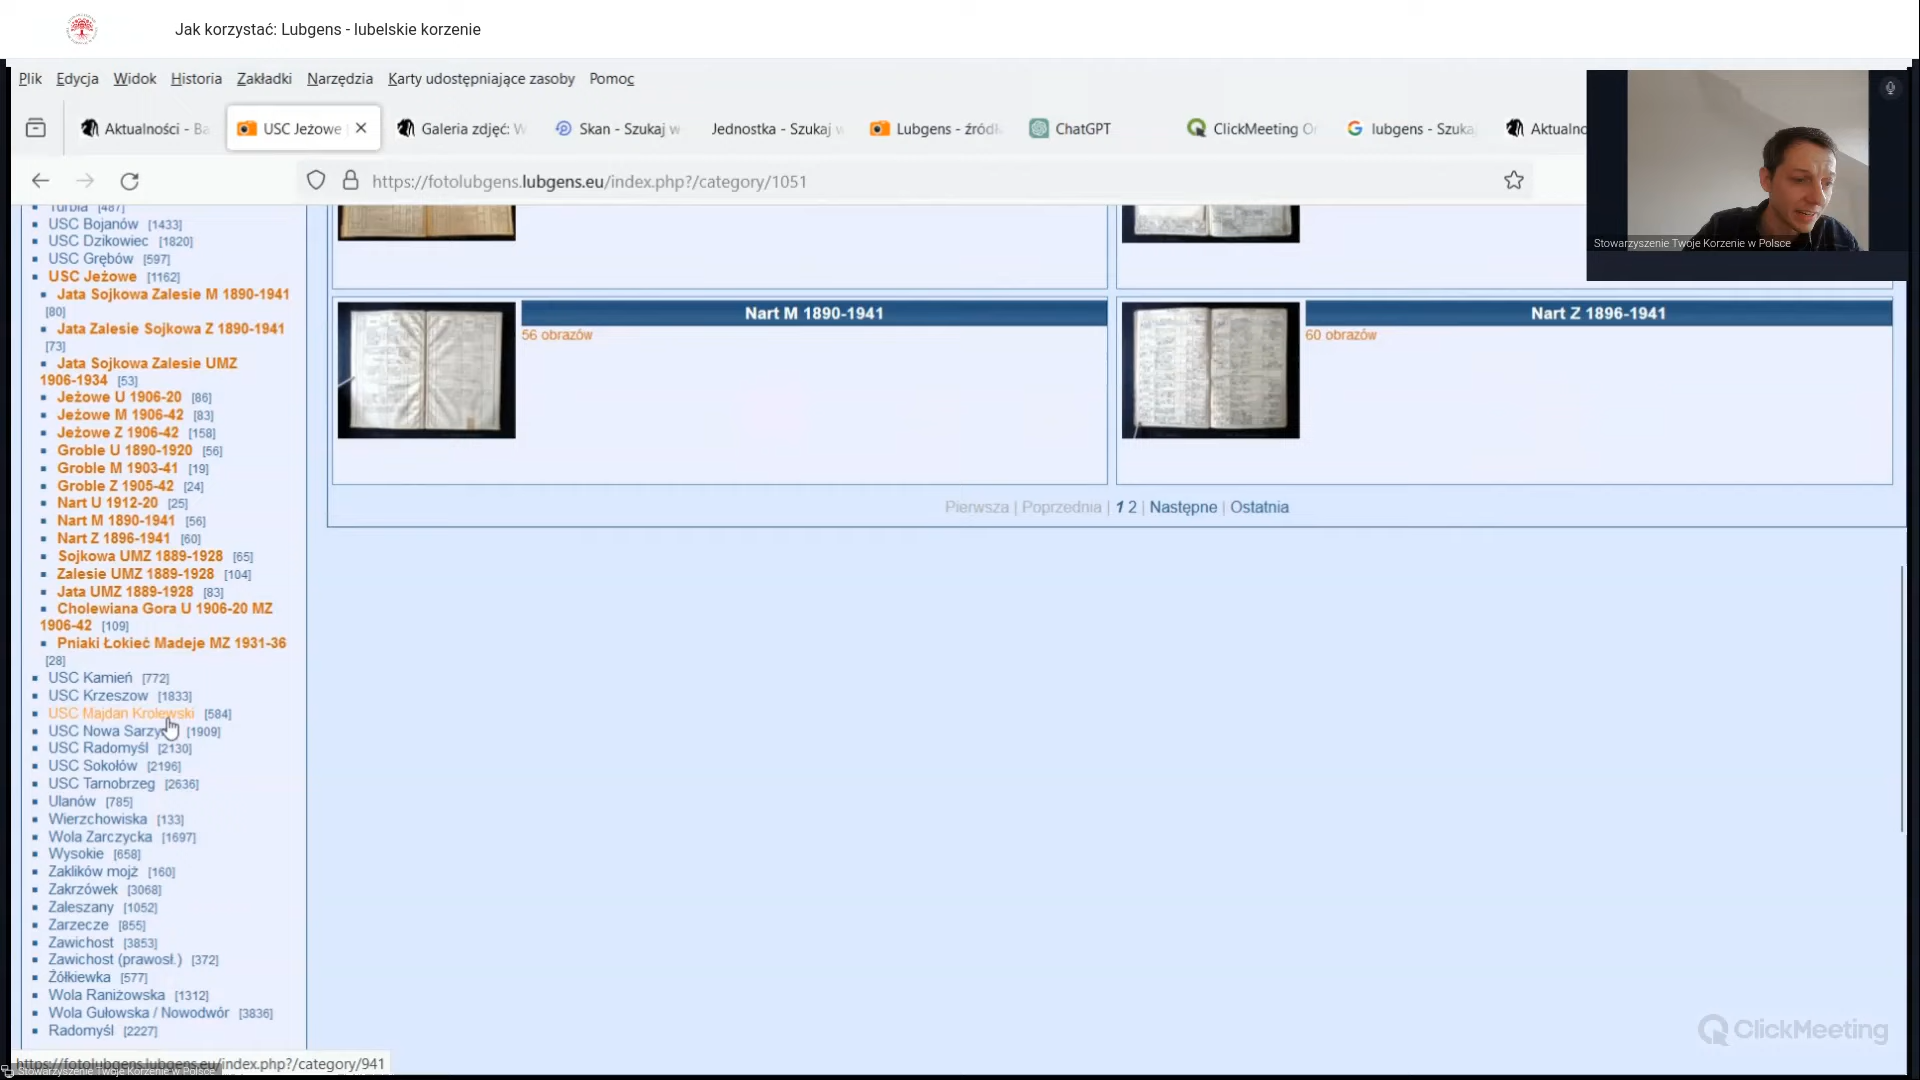 Jak korzystać: Lubgens - lubelskie korzenie
Plik Edycja Widok Historia Zakładki Narzędzia Karty udostępniające zasoby Pomoc
Aktualności - Ba USC Jeżowe Galeria zdjęć: W Skan - Szukaj w Jednostka - Szukaj w Lubgens - źródł ChatGPT ClickMeeting On lubgens - Szuka Aktualno
https://fotolubgens.lubgens.eu/index.php?/category/1051
Stowarzyszenie Twoje Korzenie w Polsce
Turbia [487]
USC Bojanów [1433]
USC Dzikowiec [1820]
USC Grębów [597]
USC Jeżowe [1162]
Jata Sojkowa Zalesie M 1890-1941
[80]
Jata Zalesie Sojkowa Z 1890-1941
[73]
Jata Sojkowa Zalesie UMZ
1906-1934 [53]
Jeżowe U 1906-20 [86]
Jeżowe M 1906-42 [83]
Jeżowe Z 1906-42 [158]
Groble U 1890-1920 [56]
Groble M 1903-41 [19]
Groble Z 1905-42 [24]
Nart U 1912-20 [25]
Nart M 1890-1941 [56]
Nart Z 1896-1941 [60]
Sojkowa UMZ 1889-1928 [65]
Zalesie UMZ 1889-1928 [104]
Jata UMZ 1889-1928 [83]
Cholewiana Gora U 1906-20 MZ
1906-42 [109]
Pniaki Łokieć Madeje MZ 1931-36
[28]
USC Kamień [772]
USC Krzeszow [1833]
USC Majdan Krolewski [584]
USC Nowa Sarzy [1909]
USC Radomyśl [2130]
USC Sokołów [2196]
USC Tarnobrzeg [2636]
Ulanów [785]
Wierzchowiska [133]
Wola Zarczycka [1697]
Wysokie [658]
Zaklików mojż [160]
Zakrzówek [3068]
Zaleszany [1052]
Zarzecze [855]
Zawichost [3853]
Zawichost (prawosł.) [372]
Żółkiewka [577]
Wola Raniżowska [1312]
Wola Gułowska / Nowodwór [3836]
Radomyśl [2227]
Nart M 1890-1941
56 obrazów
Nart Z 1896-1941
60 obrazów
Pierwsza | Poprzednia | 1 2 | Następne | Ostatnia
ClickMeeting
https://fotolubgens.lubgens.eu/index.php?/category/941
Stowarzyszenie Twoje Korzenie w Polsce